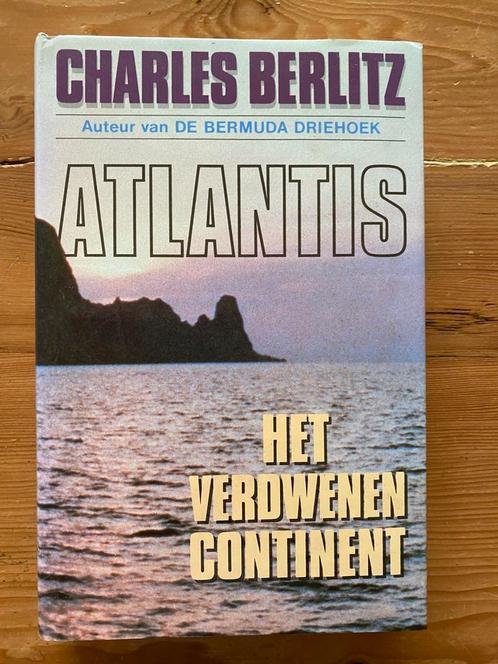 CHARLES BERLITZ
Auteur van DE BERMUDA DRIEHOEK
ATLANTIS
HET
VERDWENEN
CONTINENT